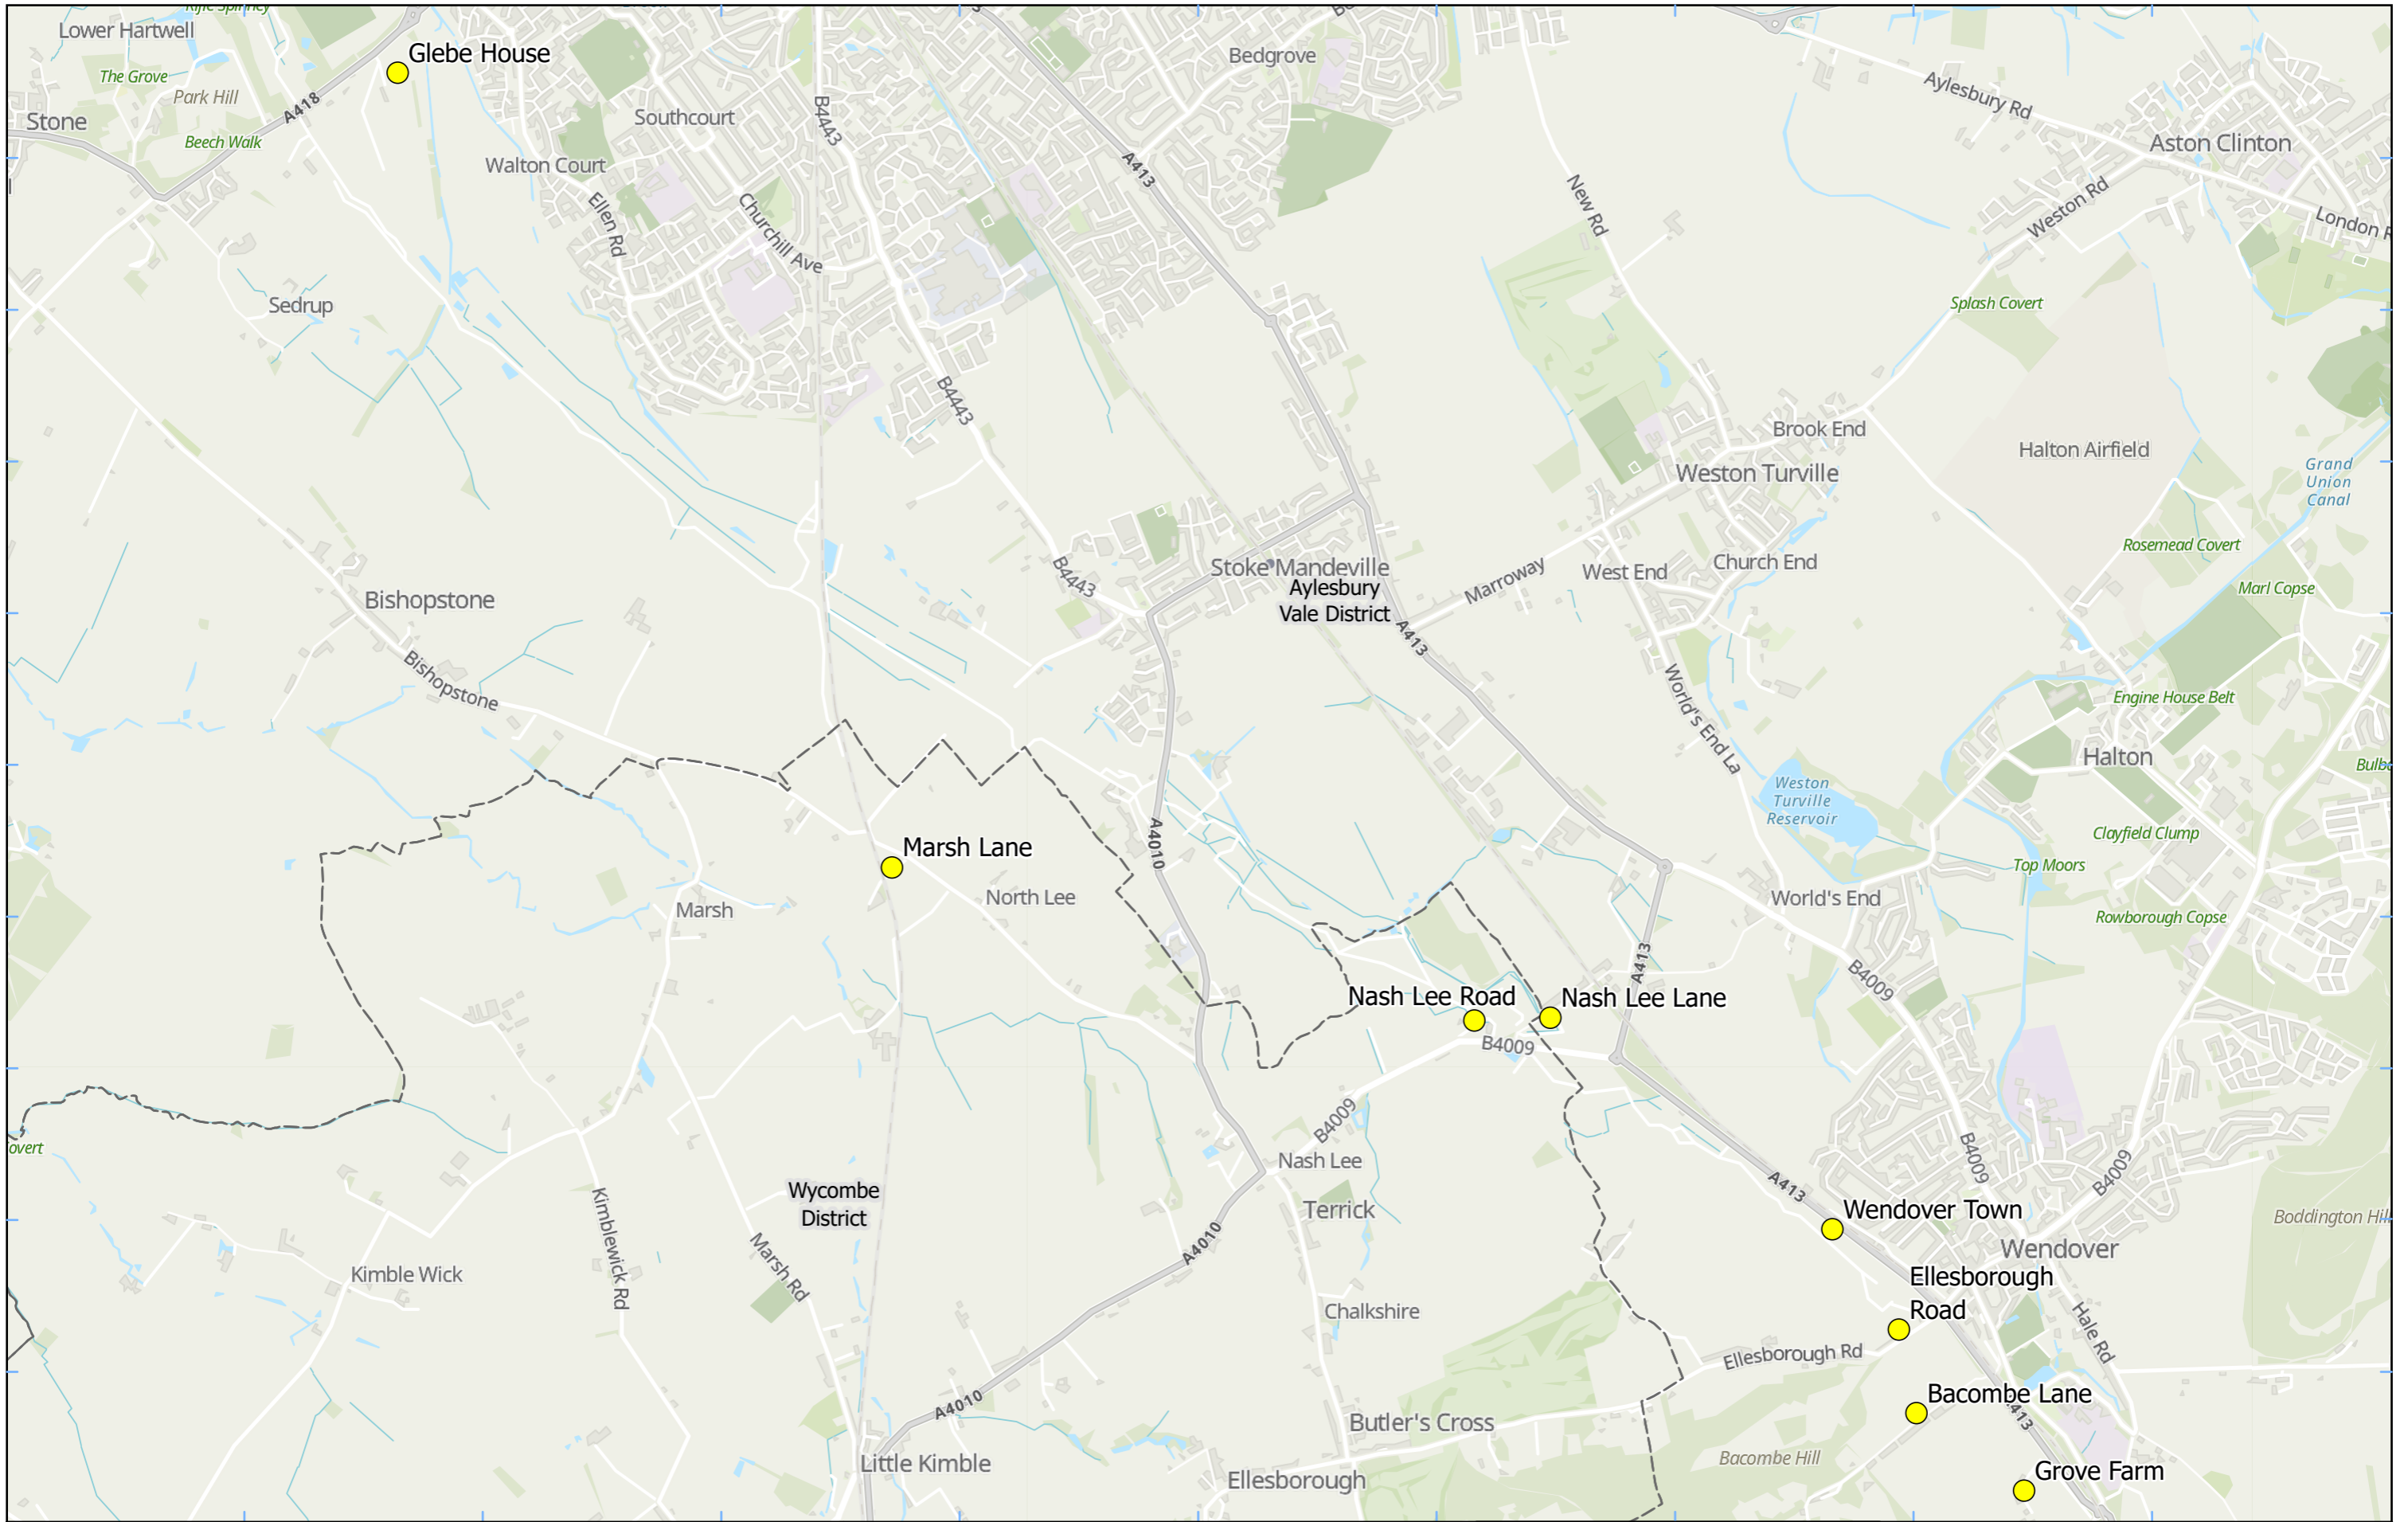 Rifle Spinney
Lower Hartwell
Glebe House
Bedgrove
The Grove
Park Hill
A418
Stone
Beech Walk
Southcourt
B4443
Walton Court
A413
Aylesbury Rd
Aston Clinton
Ellen Rd
Churchill Ave
New Rd
Weston Rd
London R
Sedrup
Splash Covert
B4443
Brook End
Halton Airfield
Weston Turville
Grand
Union
Canal
Rosemead Covert
Stoke Mandeville
Aylesbury
Vale District
B4443
Marroway
West End
Church End
Marl Copse
Bishopstone
A413
Bishopstone
World's End La
Engine House Belt
Halton
Bulb
Weston
Turville
Reservoir
Clayfield Clump
Marsh Lane
A4010
Top Moors
North Lee
World's End
Marsh
Rowborough Copse
A413
B4009
Nash Lee Road
Nash Lee Lane
B4009
overt
B4009
Nash Lee
B4009
B4009
A413
Wycombe
District
Kimblewick Rd
Terrick
Wendover Town
Boddington Hil
A4010
Marsh Rd
Wendover
Kimble Wick
Ellesborough
Road
Chalkshire
Hale Rd
Ellesborough Rd
A4010
Bacombe Lane
Butler's Cross
A413
Bacombe Hill
Little Kimble
Ellesborough
Grove Farm